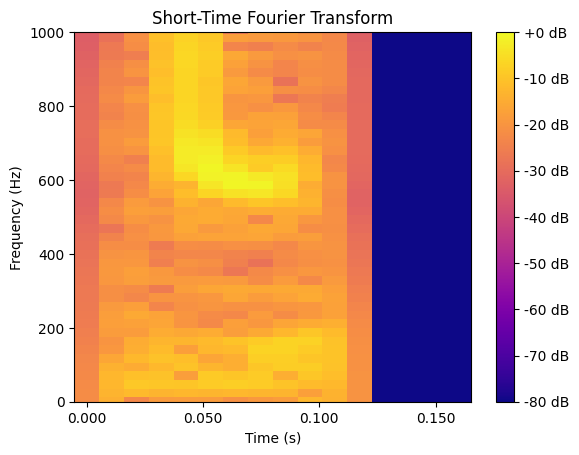 Short-Time Fourier Transform
1000
800
600
400
200
0
Frequency (Hz)
0.000
0.050
0.100
0.150
Time (s)
+0 dB
-10 dB
-20 dB
-30 dB
-40 dB
-50 dB
-60 dB
-70 dB
-80 dB